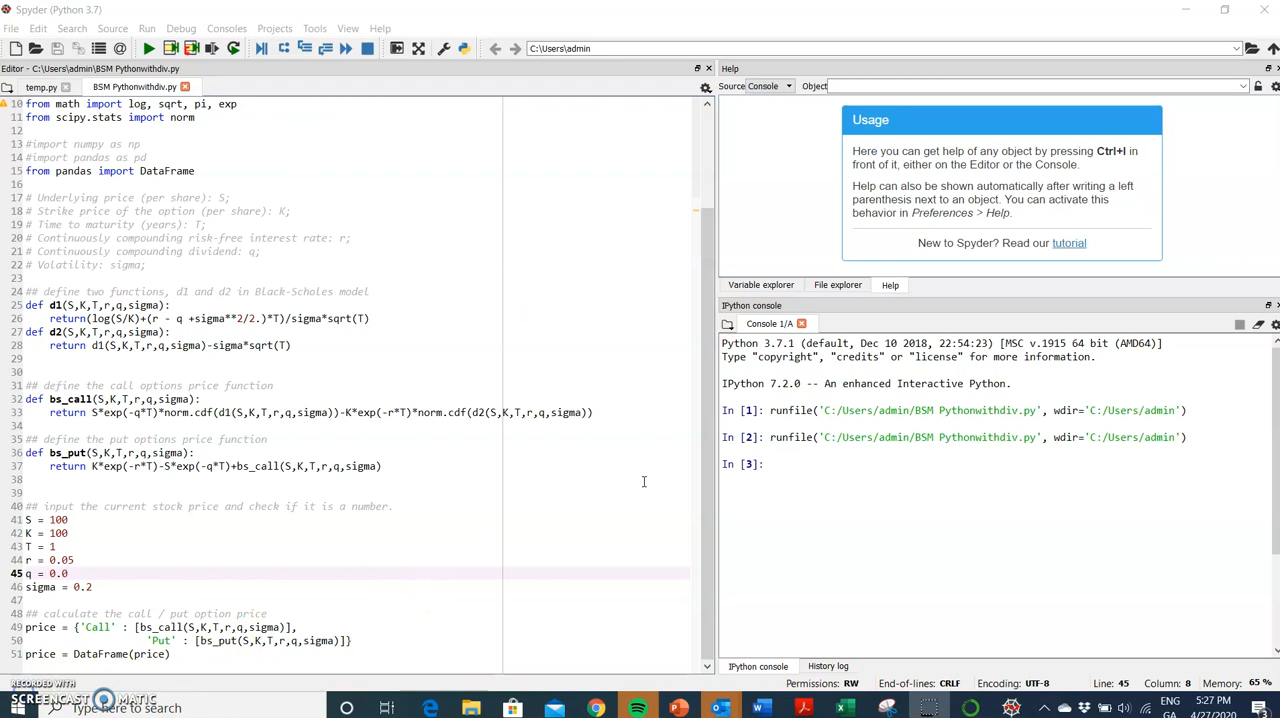 Spyder (Python 3.7)
File Edit Search Source Run Debug Consoles Projects Tools View Help
C:\Users\admin
Editor - C:\Users\admin\BSM Pythonwithdiv.py
temp.py BSM Pythonwithdiv.py
10 from math import log, sqrt, pi, exp
11 from scipy.stats import norm
12
13 #import numpy as np
14 #import pandas as pd
15 from pandas import DataFrame
16
17 # Underlying price (per share): S;
18 # Strike price of the option (per share): K;
19 # Time to maturity (years): T;
20 # Continuously compounding risk-free interest rate: r;
21 # Continuously compounding dividend: q;
22 # Volatility: sigma;
23
24 ## define two functions, d1 and d2 in Black-Scholes model
25 def d1(S,K,T,r,q,sigma):
26 return(log(S/K)+(r - q +sigma**2/2.)*T)/sigma*sqrt(T)
27 def d2(S,K,T,r,q,sigma):
28 return d1(S,K,T,r,q,sigma)-sigma*sqrt(T)
29
30
31 ## define the call options price function
32 def bs_call(S,K,T,r,q,sigma):
33 return S*exp(-q*T)*norm.cdf(d1(S,K,T,r,q,sigma))-K*exp(-r*T)*norm.cdf(d2(S,K,T,r,q,sigma))
34
35 ## define the put options price function
36 def bs_put(S,K,T,r,q,sigma):
37 return K*exp(-r*T)-S*exp(-q*T)+bs_call(S,K,T,r,q,sigma)
38
39
40 ## input the current stock price and check if it is a number.
41 S = 100
42 K = 100
43 T = 1
44 r = 0.05
45 q = 0.0
46 sigma = 0.2
47
48 ## calculate the call / put option price
49 price = {'Call' : [bs_call(S,K,T,r,q,sigma)],
50 'Put' : [bs_put(S,K,T,r,q,sigma)]}
51 price = DataFrame(price)
Help
Source Console Object
Usage
Here you can get help of any object by pressing Ctrl+I in
front of it, either on the Editor or the Console.
Help can also be shown automatically after writing a left
parenthesis next to an object. You can activate this
behavior in Preferences > Help.
New to Spyder? Read our tutorial
Variable explorer File explorer Help
IPython console
Console 1/A
Python 3.7.1 (default, Dec 10 2018, 22:54:23) [MSC v.1915 64 bit (AMD64)]
Type "copyright", "credits" or "license" for more information.
IPython 7.2.0 -- An enhanced Interactive Python.
In [1]: runfile('C:/Users/admin/BSM Pythonwithdiv.py', wdir='C:/Users/admin')
In [2]: runfile('C:/Users/admin/BSM Pythonwithdiv.py', wdir='C:/Users/admin')
In [3]:
IPython console History log
Permissions: RW End-of-lines: CRLF Encoding: UTF-8 Line: 45 Column: 8 Memory: 65 %
RECORDED WITH
SCREENCAST MATIC
Type here to search
ENG 5:27 PM
GA 4/27/2020